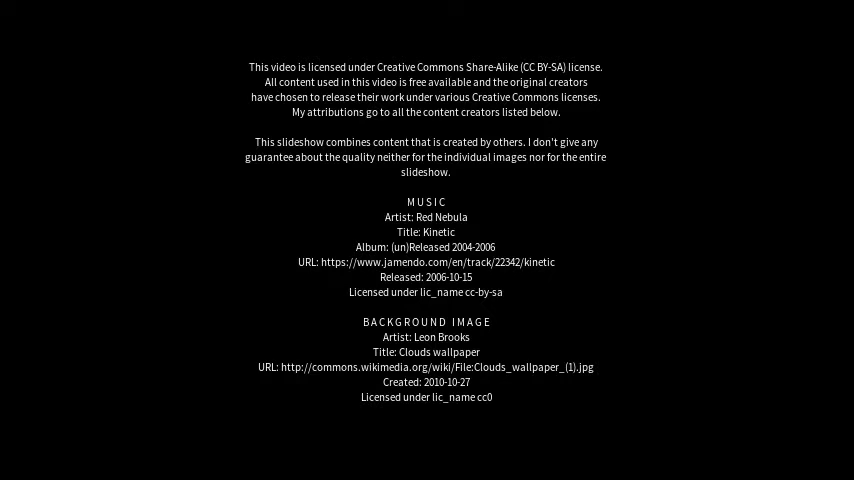 This video is licensed under Creative Commons Share-Alike (CC BY-SA) license.
All content used in this video is free available and the original creators
have chosen to release their work under various Creative Commons licenses.
My attributions go to all the content creators listed below.
This slideshow combines content that is created by others. I don't give any
guarantee about the quality neither for the individual images nor for the entire
slideshow.
MUSIC
Artist: Red Nebula
Title: Kinetic
Album: (un)Released 2004-2006
URL: https://www.jamendo.com/en/track/22342/kinetic
Released: 2006-10-15
Licensed under lic_name cc-by-sa
BACKGROUND IMAGE
Artist: Leon Brooks
Title: Clouds wallpaper
URL: http://commons.wikimedia.org/wiki/File:Clouds_wallpaper_(1).jpg
Created: 2010-10-27
Licensed under lic_name cc0